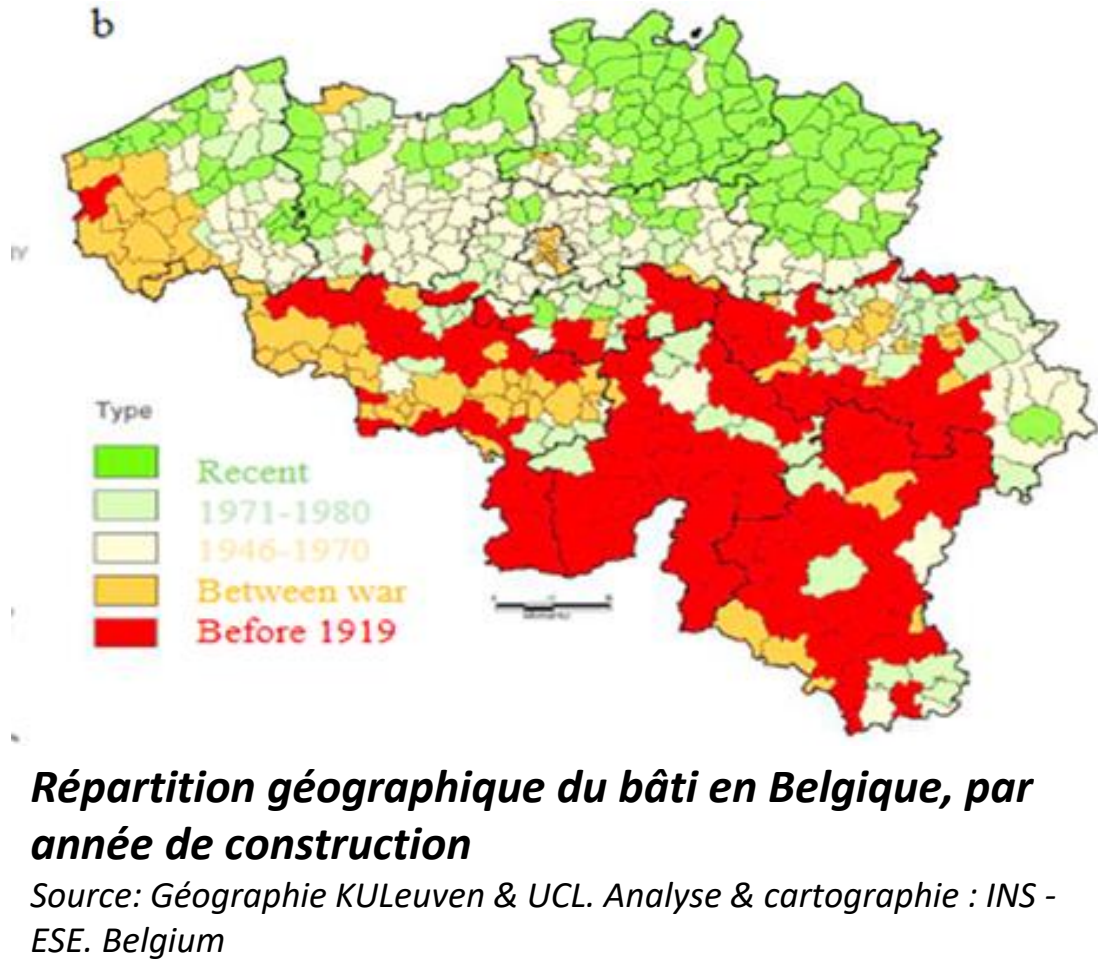 b
Type
Recent
1971-1980
1946-1970
Between war
Before 1919
Répartition géographique du bâti en Belgique, par
année de construction
Source: Géographie KULeuven & UCL. Analyse & cartographie : INS -
ESE. Belgium